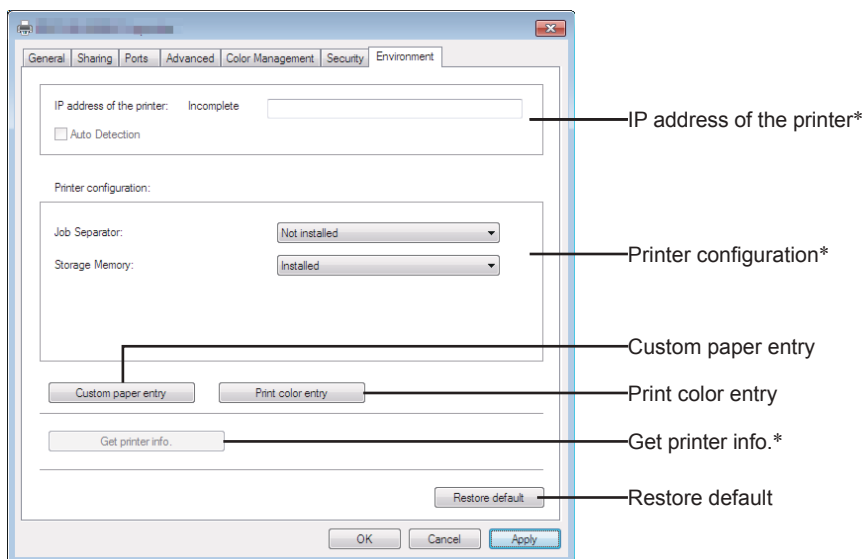 General Sharing Ports Advanced Color Management Security Environment
IP address of the printer: Incomplete
Auto Detection
IP address of the printer*
Printer configuration:
Job Separator: Not installed
Storage Memory: Installed
Printer configuration*
Custom paper entry
Print color entry
Custom paper entry Print color entry
Get printer info.
Get printer info.*
Restore default
Restore default
OK Cancel Apply